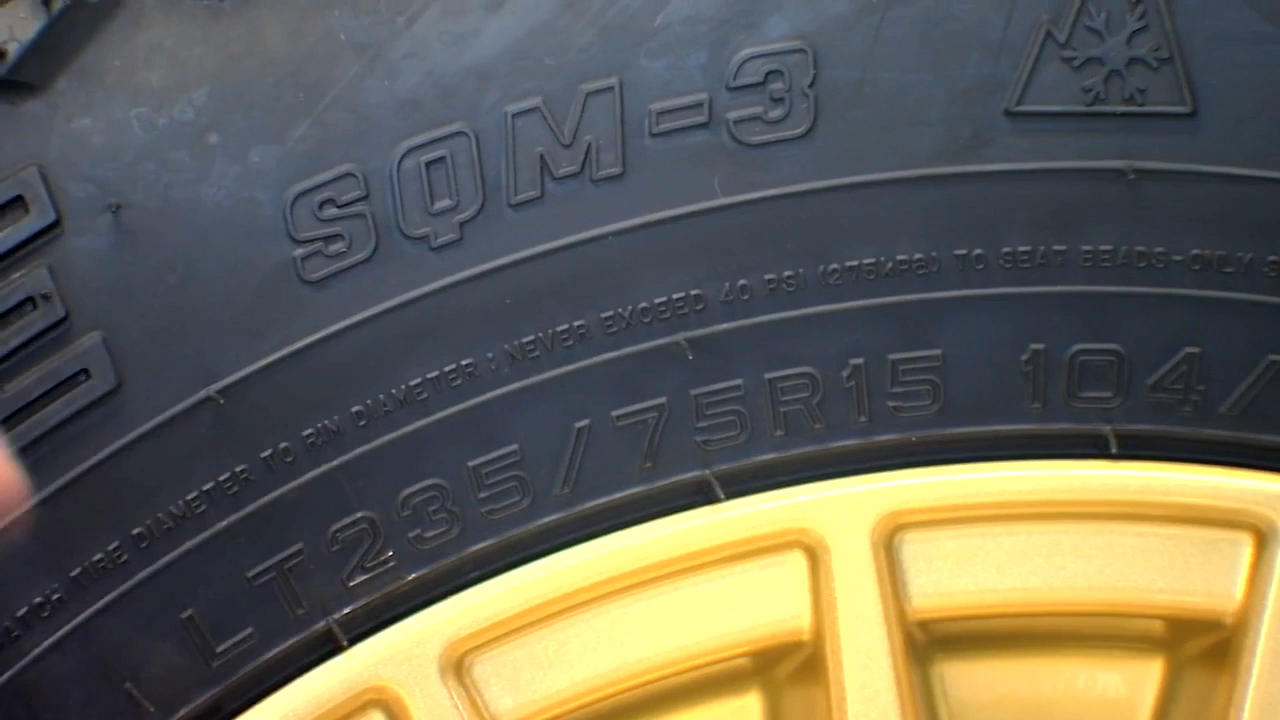 SQM-3
MATCH TIRE DIAMETER TO RIM DIAMETER ; NEVER EXCEED 40 PSI (275kPa) TO SEAT BEADS-ONLY
LT235/75R15 104/